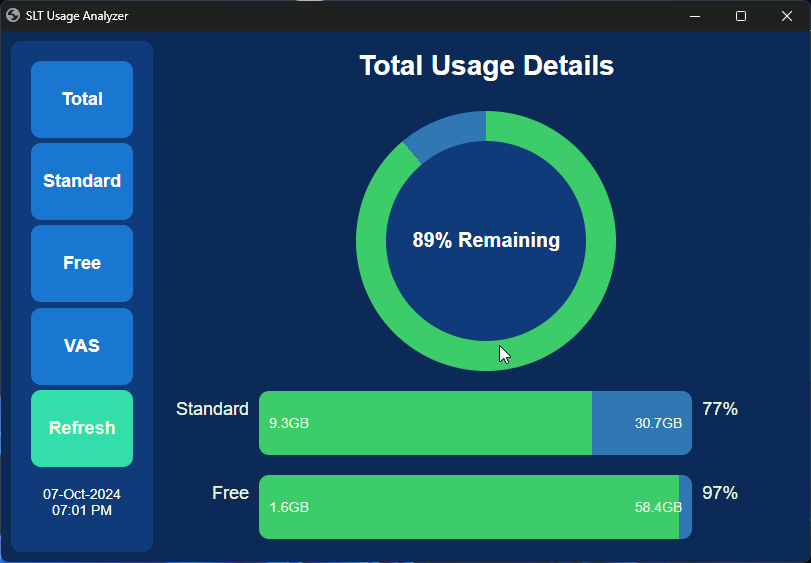 SLT Usage Analyzer
Total
Standard
Free
VAS
Refresh
07-Oct-2024
07:01 PM
Total Usage Details
89% Remaining
Standard 9.3GB 30.7GB 77%
Free 1.6GB 58.4GB 97%